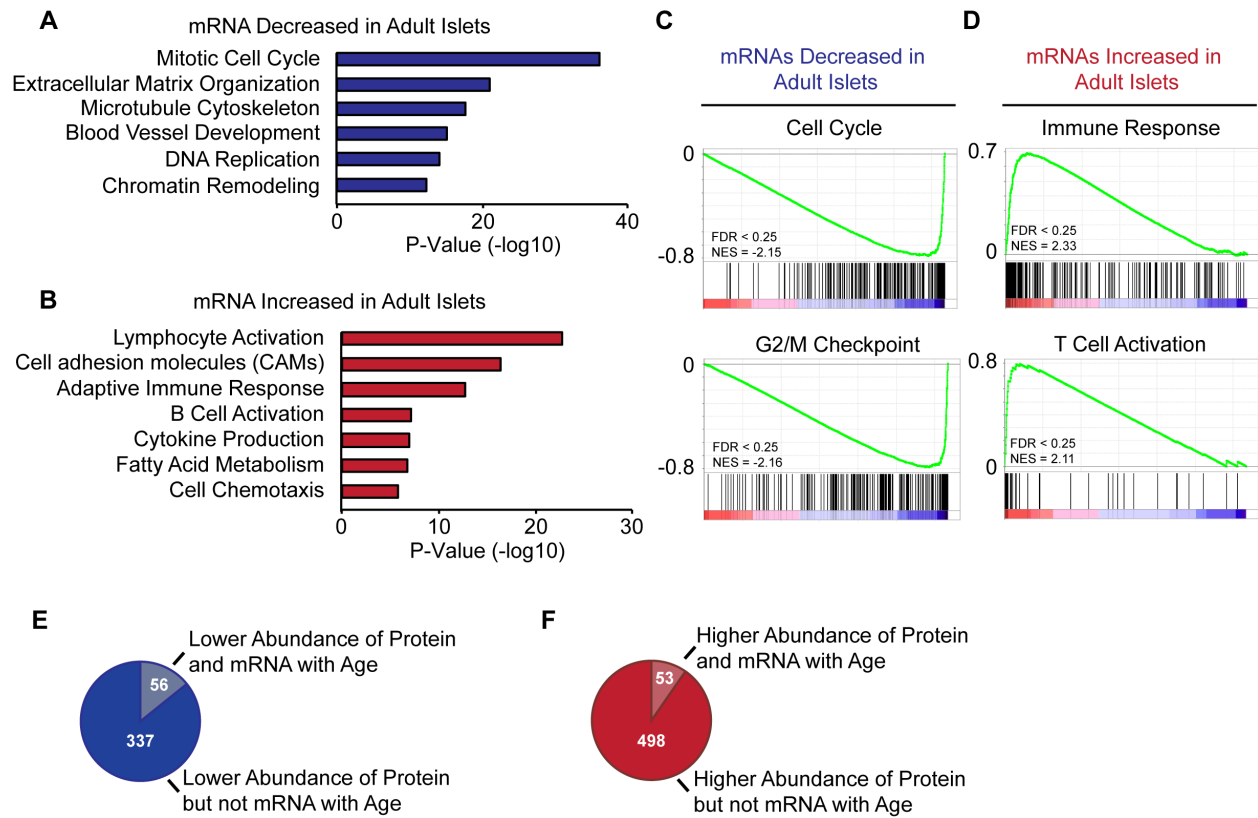 A
mRNA Decreased in Adult Islets
Mitotic Cell Cycle
Extracellular Matrix Organization
Microtubule Cytoskeleton
Blood Vessel Development
DNA Replication
Chromatin Remodeling
0
20
40
P-Value (-log10)
B
mRNA Increased in Adult Islets
Lymphocyte Activation
Cell adhesion molecules (CAMs)
Adaptive Immune Response
B Cell Activation
Cytokine Production
Fatty Acid Metabolism
Cell Chemotaxis
0
10
20
30
P-Value (-log10)
C
mRNAs Decreased in
Adult Islets
Cell Cycle
0
-0.8
FDR < 0.25
NES = -2.15
G2/M Checkpoint
0
-0.8
FDR < 0.25
NES = -2.16
D
mRNAs Increased in
Adult Islets
Immune Response
0.7
0
FDR < 0.25
NES = 2.33
T Cell Activation
0.8
0
FDR < 0.25
NES = 2.11
E
Lower Abundance of Protein
and mRNA with Age
56
337
Lower Abundance of Protein
but not mRNA with Age
F
Higher Abundance of Protein
and mRNA with Age
53
498
Higher Abundance of Protein
but not mRNA with Age